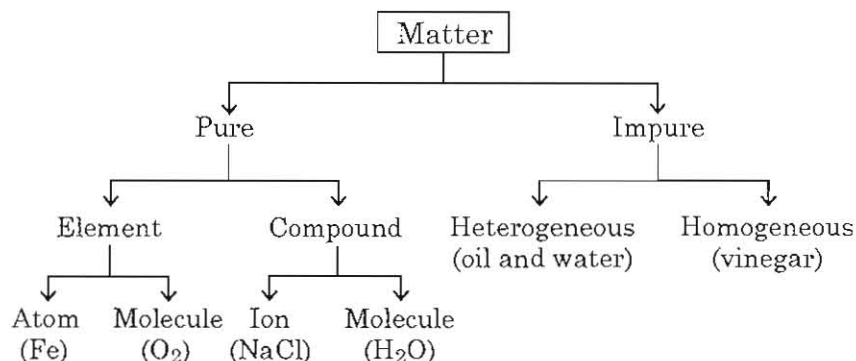 Matter
Pure Impure
Element Compound Heterogeneous Homogeneous
(oil and water) (vinegar)
Atom Molecule Ion Molecule
(Fe) (O₂) (NaCl) (H₂O)